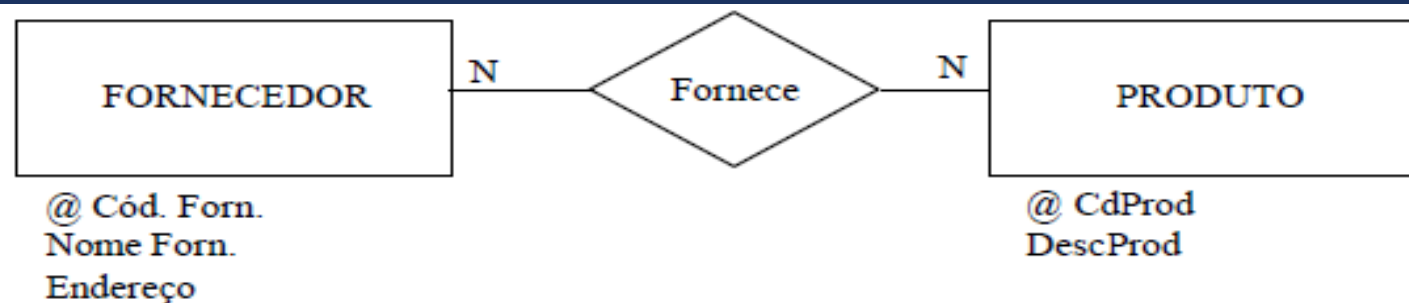 FORNECEDOR N Fornece N PRODUTO
@ Cód. Forn.
Nome Forn.
Endereço
@ CdProd
DescProd